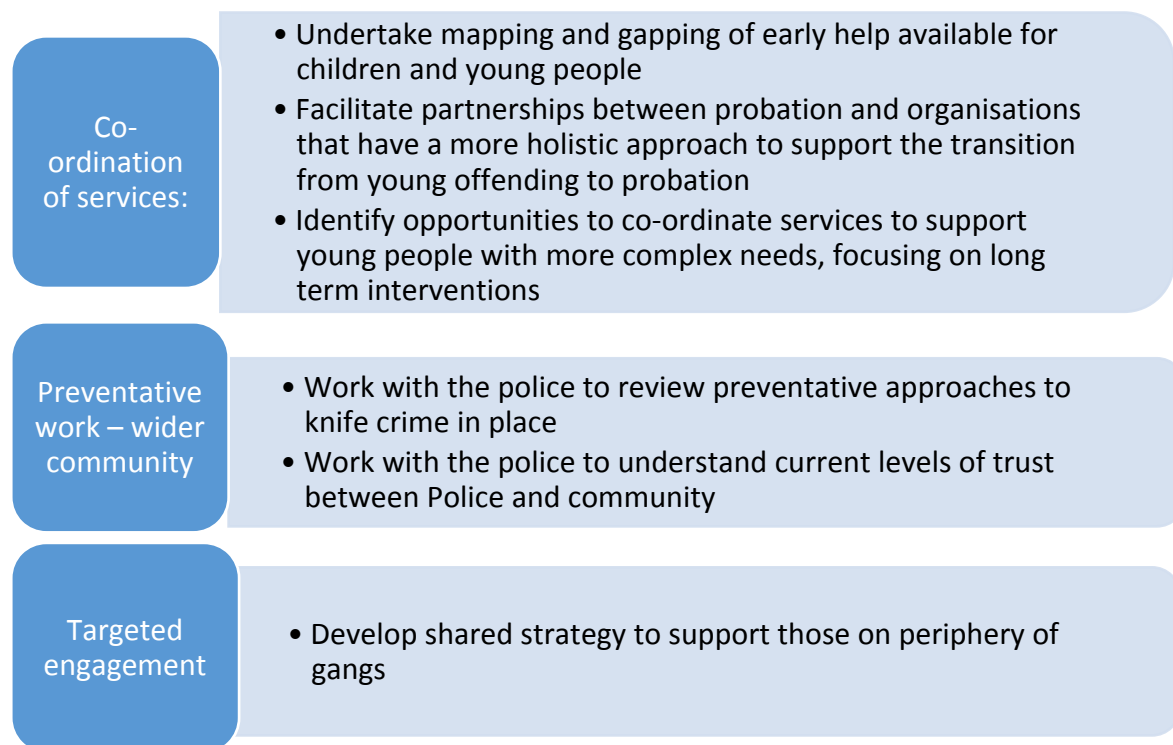 Co-
ordination
of services:
• Undertake mapping and gapping of early help available for
children and young people
• Facilitate partnerships between probation and organisations
that have a more holistic approach to support the transition
from young offending to probation
• Identify opportunities to co-ordinate services to support
young people with more complex needs, focusing on long
term interventions
Preventative
work – wider
community
• Work with the police to review preventative approaches to
knife crime in place
• Work with the police to understand current levels of trust
between Police and community
Targeted
engagement
• Develop shared strategy to support those on periphery of
gangs